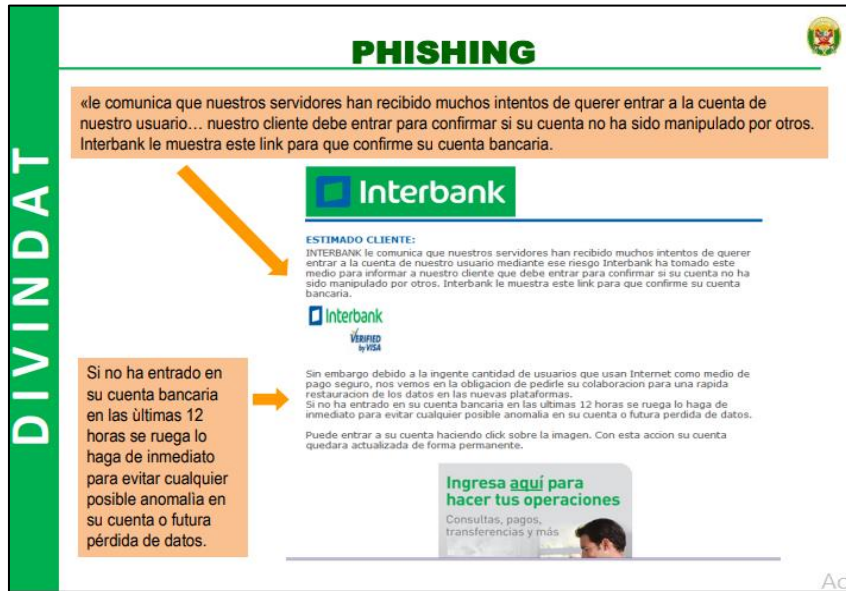 PHISHING
«le comunica que nuestros servidores han recibido muchos intentos de querer entrar a la cuenta de
nuestro usuario… nuestro cliente debe entrar para confirmar si su cuenta no ha sido manipulado por otros.
Interbank le muestra este link para que confirme su cuenta bancaria.
DIVINDAT
Interbank
ESTIMADO CLIENTE:
INTERBANK le comunica que nuestros servidores han recibido muchos intentos de querer
entrar a la cuenta de nuestro usuario mediante ese riesgo Interbank ha tomado este
medio para informar a nuestro cliente que debe entrar para confirmar si su cuenta no ha
sido manipulado por otros. Interbank le muestra este link para que confirme su cuenta
bancaria.
Interbank
VERIFIED
by VISA
Si no ha entrado en
su cuenta bancaria
en las ùltimas 12
horas se ruega lo
haga de inmediato
para evitar cualquier
posible anomalìa en
su cuenta o futura
pérdida de datos.
Sin embargo debido a la ingente cantidad de usuarios que usan Internet como medio de
pago seguro, nos vemos en la obligacion de pedirle su colaboracion para una rapida
restauracion de los datos en las nuevas plataformas.
Si no ha entrado en su cuenta bancaria en las ultimas 12 horas se ruega lo haga de
inmediato para evitar cualquier posible anomalia en su cuenta o futura perdida de datos.
Puede entrar a su cuenta haciendo click sobre la imagen. Con esta accion su cuenta
quedara actualizada de forma permanente.
Ingresa aquí para
hacer tus operaciones
Consultas, pagos,
transferencias y más
Ac